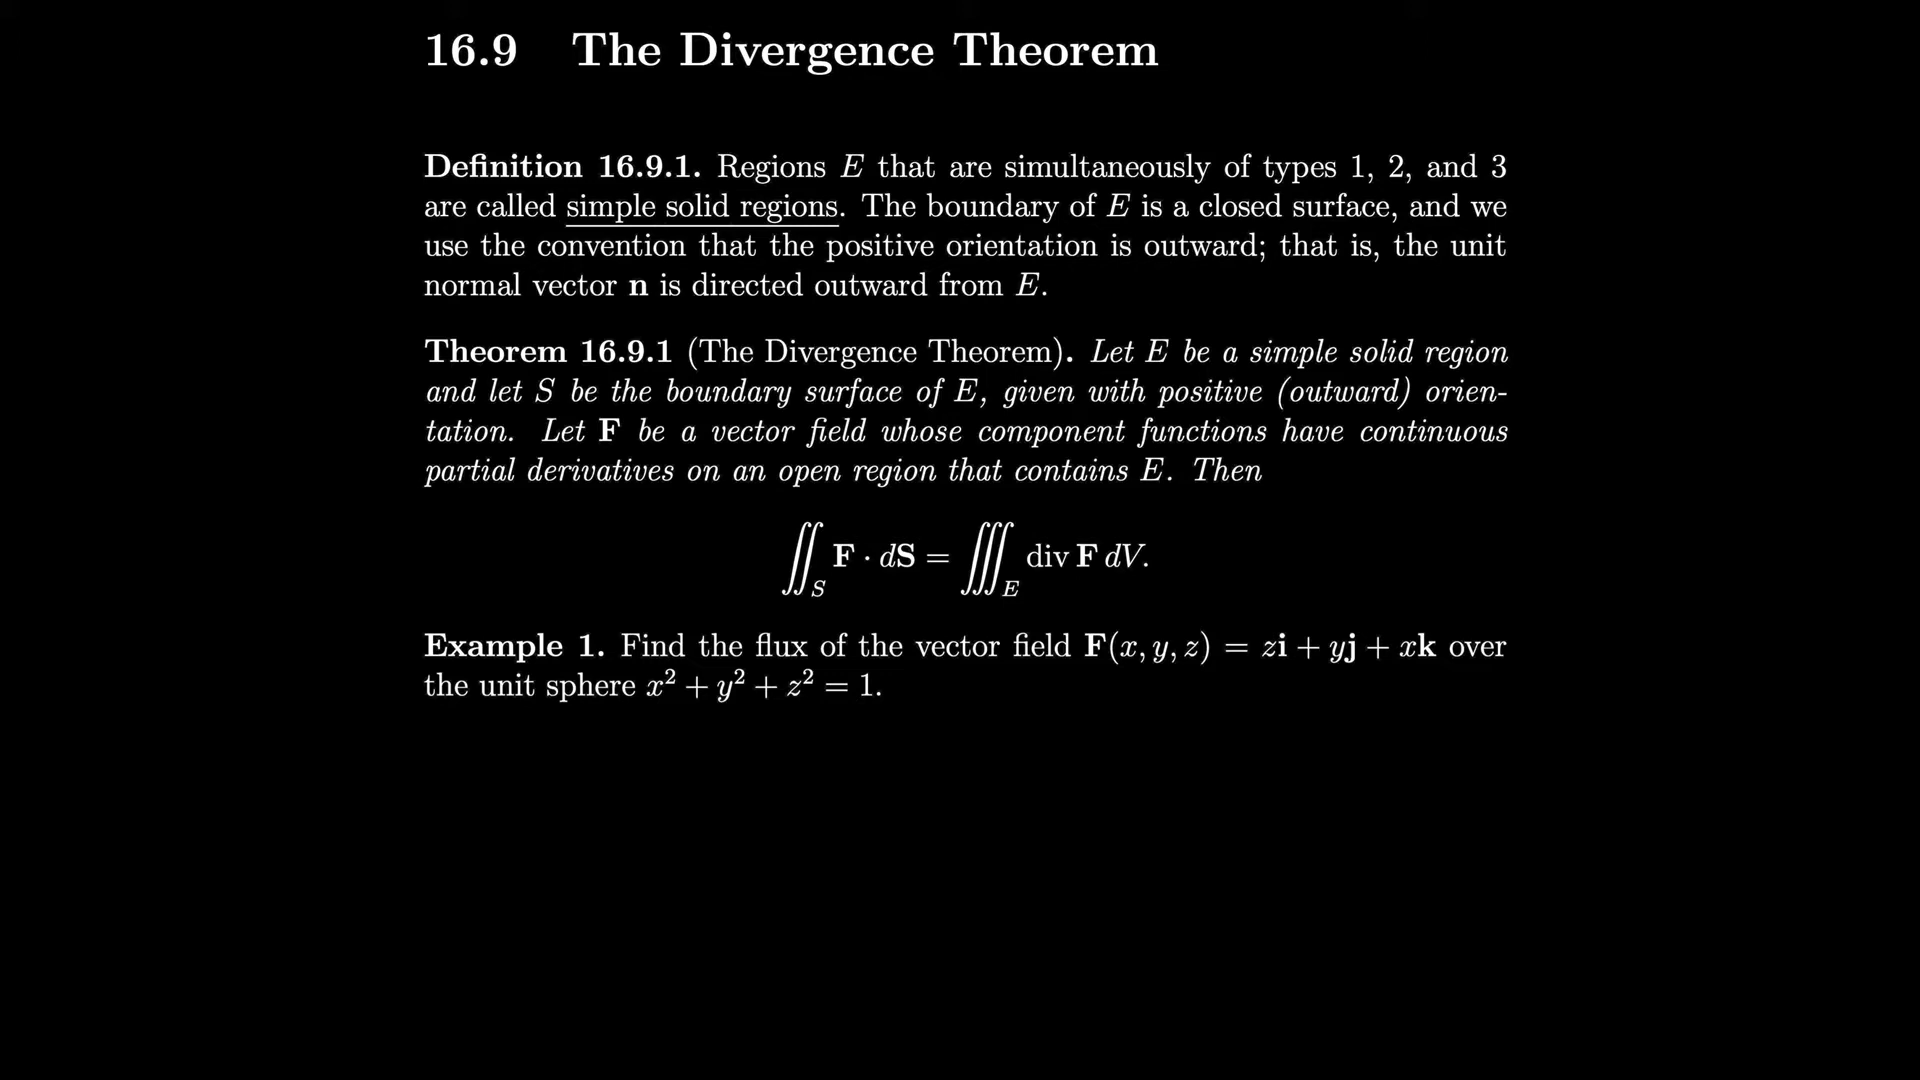 16.9 The Divergence Theorem
Definition 16.9.1. Regions E that are simultaneously of types 1, 2, and 3
are called simple solid regions. The boundary of E is a closed surface, and we
use the convention that the positive orientation is outward; that is, the unit
normal vector n is directed outward from E.
Theorem 16.9.1 (The Divergence Theorem). Let E be a simple solid region
and let S be the boundary surface of E, given with positive (outward) orien-
tation. Let F be a vector field whose component functions have continuous
partial derivatives on an open region that contains E. Then
∬_S F · dS = ∭_E div F dV.
Example 1. Find the flux of the vector field F(x, y, z) = zi + yj + xk over
the unit sphere x² + y² + z² = 1.